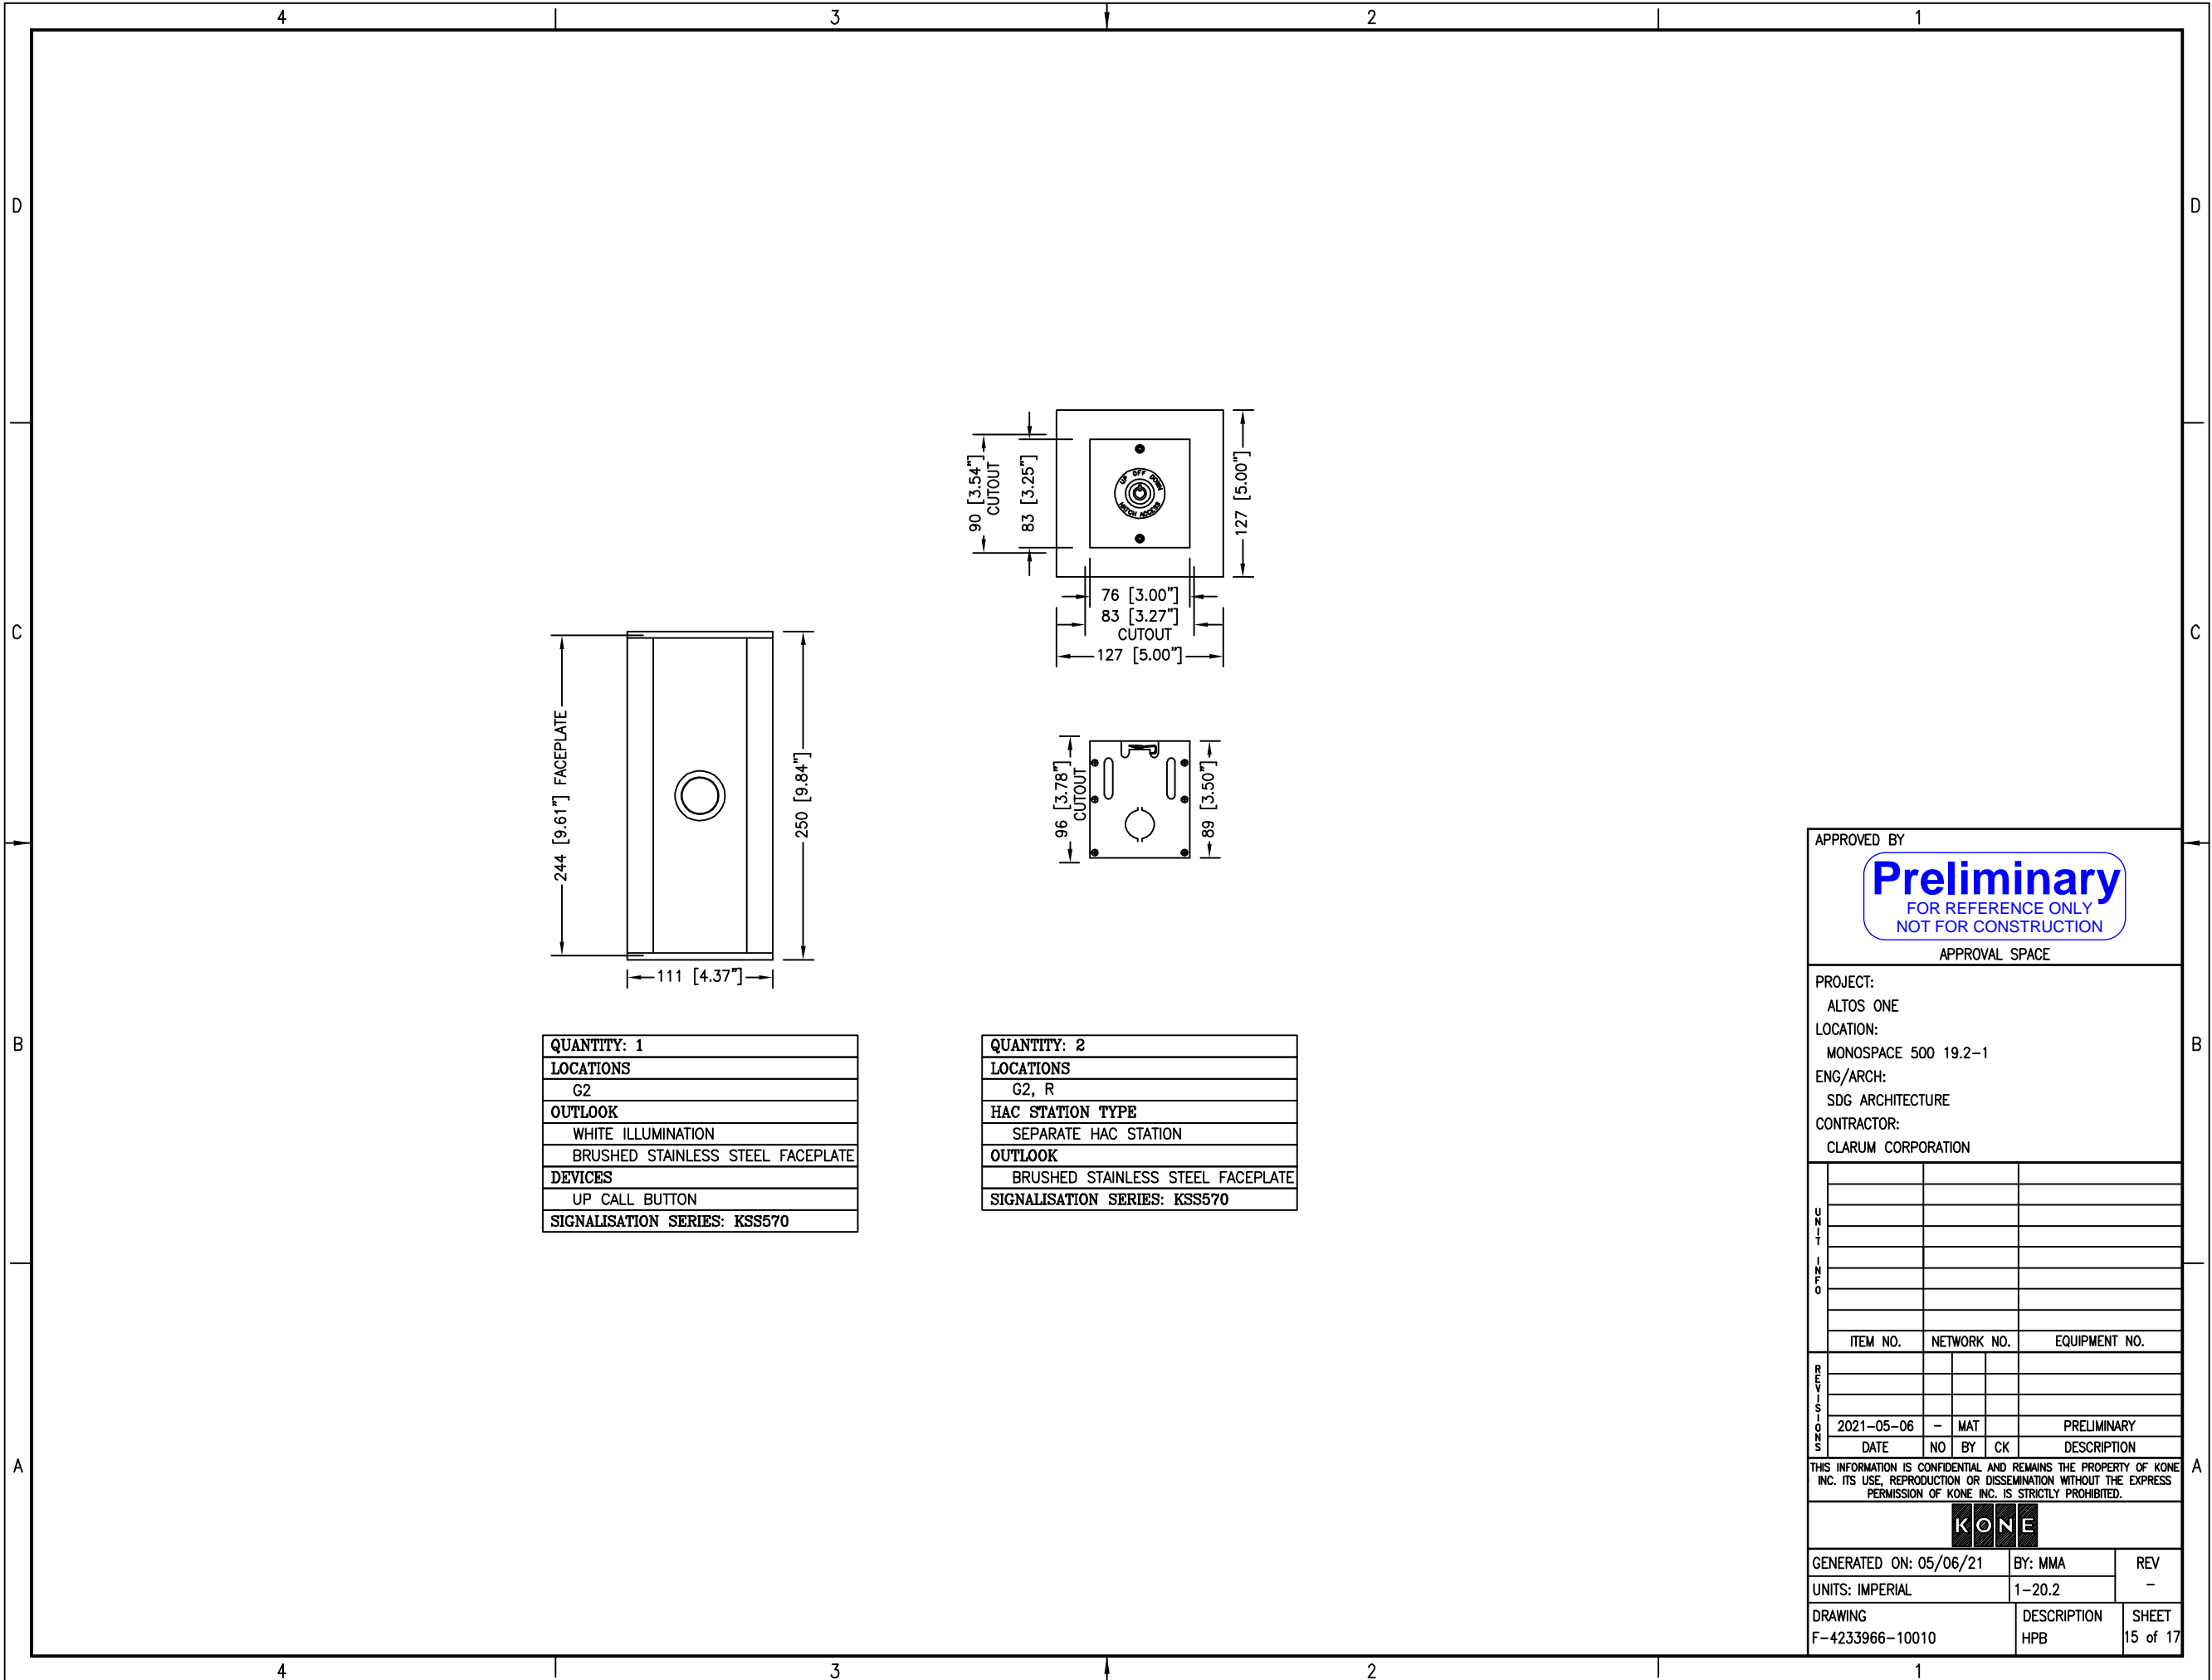 4 3 2 1
D D
C C
B B
A A
90 [3.54"]
CUTOUT
83 [3.25"]
UP OFF DOWN
HATCH ACCESS
127 [5.00"]
76 [3.00"]
83 [3.27"]
CUTOUT
127 [5.00"]
244 [9.61"] FACEPLATE
250 [9.84"]
111 [4.37"]
96 [3.78"]
CUTOUT
89 [3.50"]
QUANTITY: 1
LOCATIONS
G2
OUTLOOK
WHITE ILLUMINATION
BRUSHED STAINLESS STEEL FACEPLATE
DEVICES
UP CALL BUTTON
SIGNALISATION SERIES: KSS570
QUANTITY: 2
LOCATIONS
G2, R
HAC STATION TYPE
SEPARATE HAC STATION
OUTLOOK
BRUSHED STAINLESS STEEL FACEPLATE
SIGNALISATION SERIES: KSS570
APPROVED BY
Preliminary
FOR REFERENCE ONLY
NOT FOR CONSTRUCTION
APPROVAL SPACE
PROJECT:
ALTOS ONE
LOCATION:
MONOSPACE 500 19.2-1
ENG/ARCH:
SDG ARCHITECTURE
CONTRACTOR:
CLARUM CORPORATION
UNIT INFO
ITEM NO. NETWORK NO. EQUIPMENT NO.
REVISIONS
2021-05-06 - MAT PRELIMINARY
DATE NO BY CK DESCRIPTION
THIS INFORMATION IS CONFIDENTIAL AND REMAINS THE PROPERTY OF KONE
INC. ITS USE, REPRODUCTION OR DISSEMINATION WITHOUT THE EXPRESS
PERMISSION OF KONE INC. IS STRICTLY PROHIBITED.
KONE
GENERATED ON: 05/06/21 BY: MMA REV
UNITS: IMPERIAL 1-20.2 -
DRAWING DESCRIPTION SHEET
F-4233966-10010 HPB 15 of 17
4 3 2 1